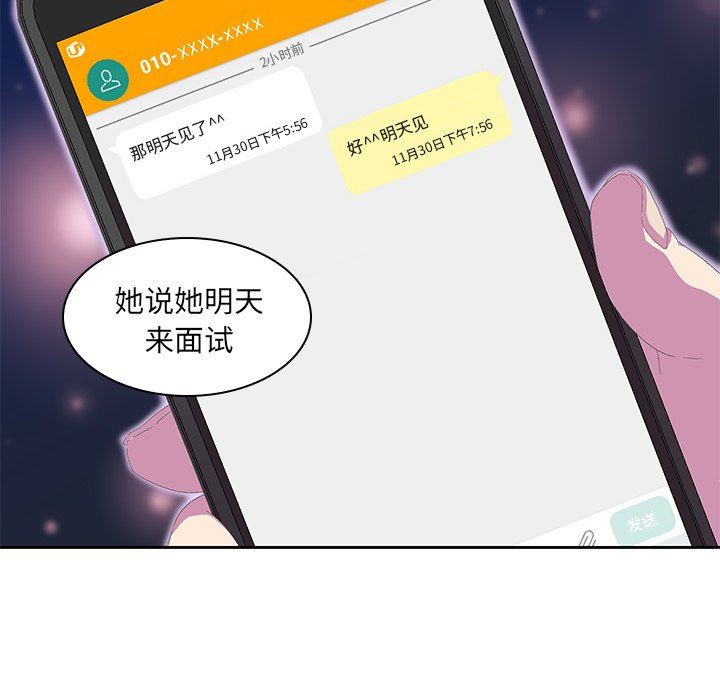 010-XXXX-XXXX
2小时前
那明天见了^^
11月30日下午5:56
好^^明天见
11月30日下午7:56
她说她明天
来面试
发送